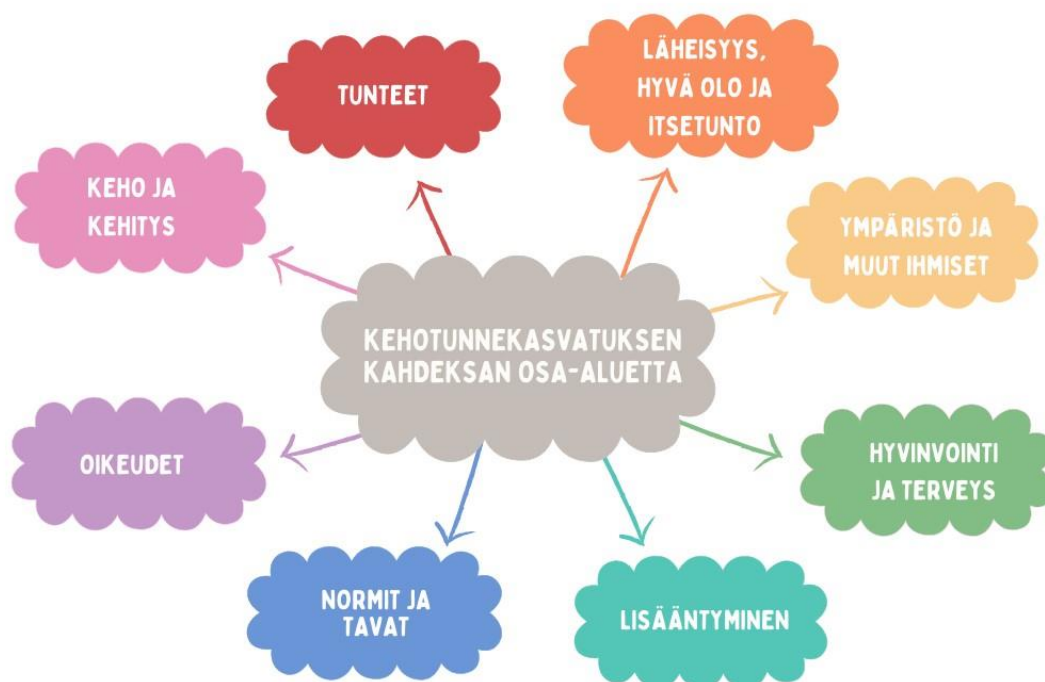 TUNTEET
LÄHEISYYS,
HYVÄ OLO JA
ITSETUNTO
KEHO JA
KEHITYS
YMPÄRISTÖ JA
MUUT IHMISET
KEHOTUNNEKASVATUKSEN
KAHDEKSAN OSA-ALUETTA
OIKEUDET
HYVINVOINTI
JA TERVEYS
NORMIT JA
TAVAT
LISÄÄNTYMINEN